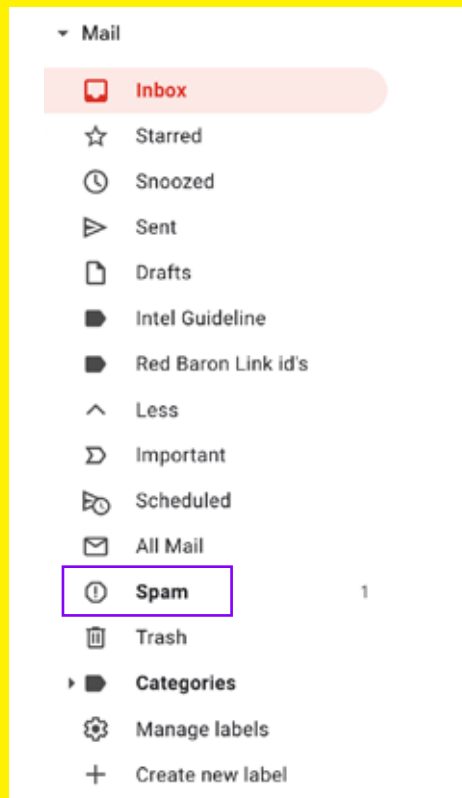 Mail
Inbox
Starred
Snoozed
Sent
Drafts
Intel Guideline
Red Baron Link id's
Less
Important
Scheduled
All Mail
Spam 1
Trash
Categories
Manage labels
Create new label